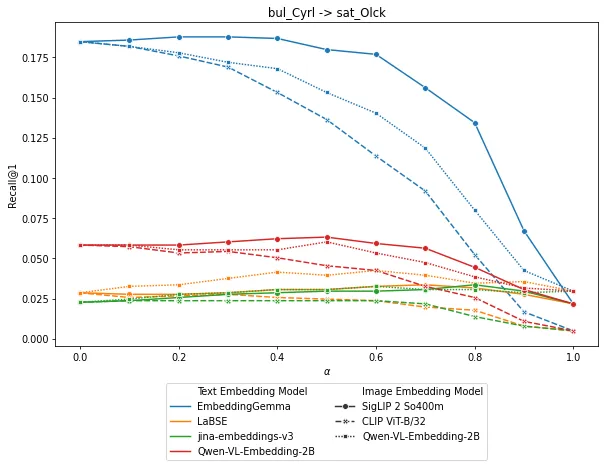 bul_Cyrl -> sat_Olck
Recall@1
0.175
0.150
0.125
0.100
0.075
0.050
0.025
0.000
0.0 0.2 0.4 0.6 0.8 1.0
α
Text Embedding Model
EmbeddingGemma
LaBSE
jina-embeddings-v3
Qwen-VL-Embedding-2B
Image Embedding Model
SigLIP 2 So400m
CLIP ViT-B/32
Qwen-VL-Embedding-2B